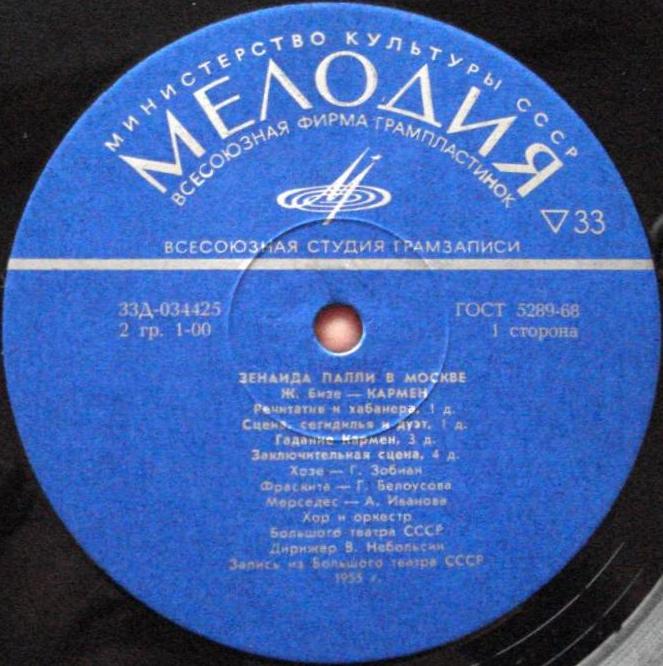 МИНИСТЕРСТВО КУЛЬТУРЫ СССР
МЕЛОДИЯ
ВСЕСОЮЗНАЯ ФИРМА ГРАМПЛАСТИНОК
▽33
ВСЕСОЮЗНАЯ СТУДИЯ ГРАМЗАПИСИ
33Д-034425
ГОСТ 5289-68
2 гр. 1-00
1 сторона
ЗЕНАИДА ПАЛЛИ В МОСКВЕ
Ж. Бизе — КАРМЕН
Речитатив и хабанера, 1 д.
Сцена, сегидилья и дуэт, 1 д.
Гадание Кармен, 3 д.
Заключительная сцена, 4 д.
Хозе — Г. Зобиан
Фраскита — Г. Белоусова
Мерседес — А. Иванова
Хор и оркестр
Большого театра СССР
Дирижер В. Небольсин
Запись из Большого театра СССР
1955 г.